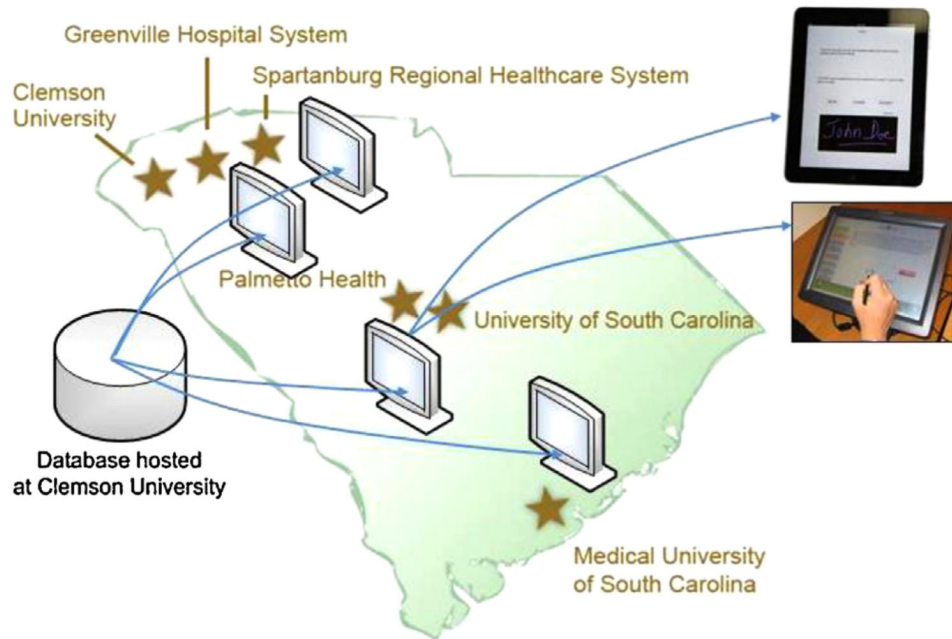 Greenville Hospital System
Spartanburg Regional Healthcare System
Clemson
University
Palmetto Health
University of South Carolina
Database hosted
at Clemson University
Medical University
of South Carolina
John Doe